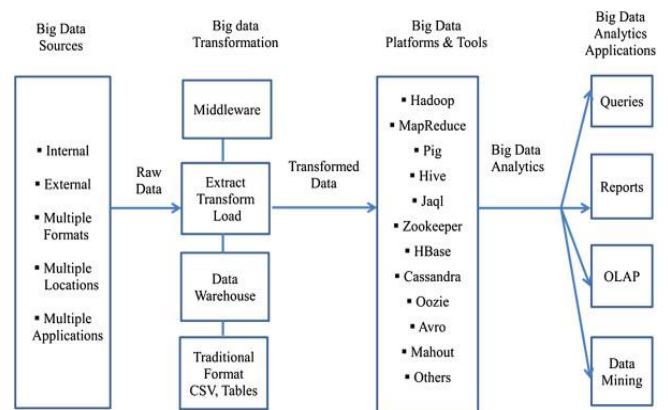 Big Data
Sources
Big data
Transformation
Big Data
Platforms & Tools
Big Data
Analytics
Applications
▪ Internal
▪ External
▪ Multiple
Formats
▪ Multiple
Locations
▪ Multiple
Applications
Raw
Data
Middleware
Extract
Transform
Load
Data
Warehouse
Traditional
Format
CSV, Tables
Transformed
Data
▪ Hadoop
▪ MapReduce
▪ Pig
▪ Hive
▪ Jaql
▪ Zookeeper
▪ HBase
▪ Cassandra
▪ Oozie
▪ Avro
▪ Mahout
▪ Others
Big Data
Analytics
Queries
Reports
OLAP
Data
Mining